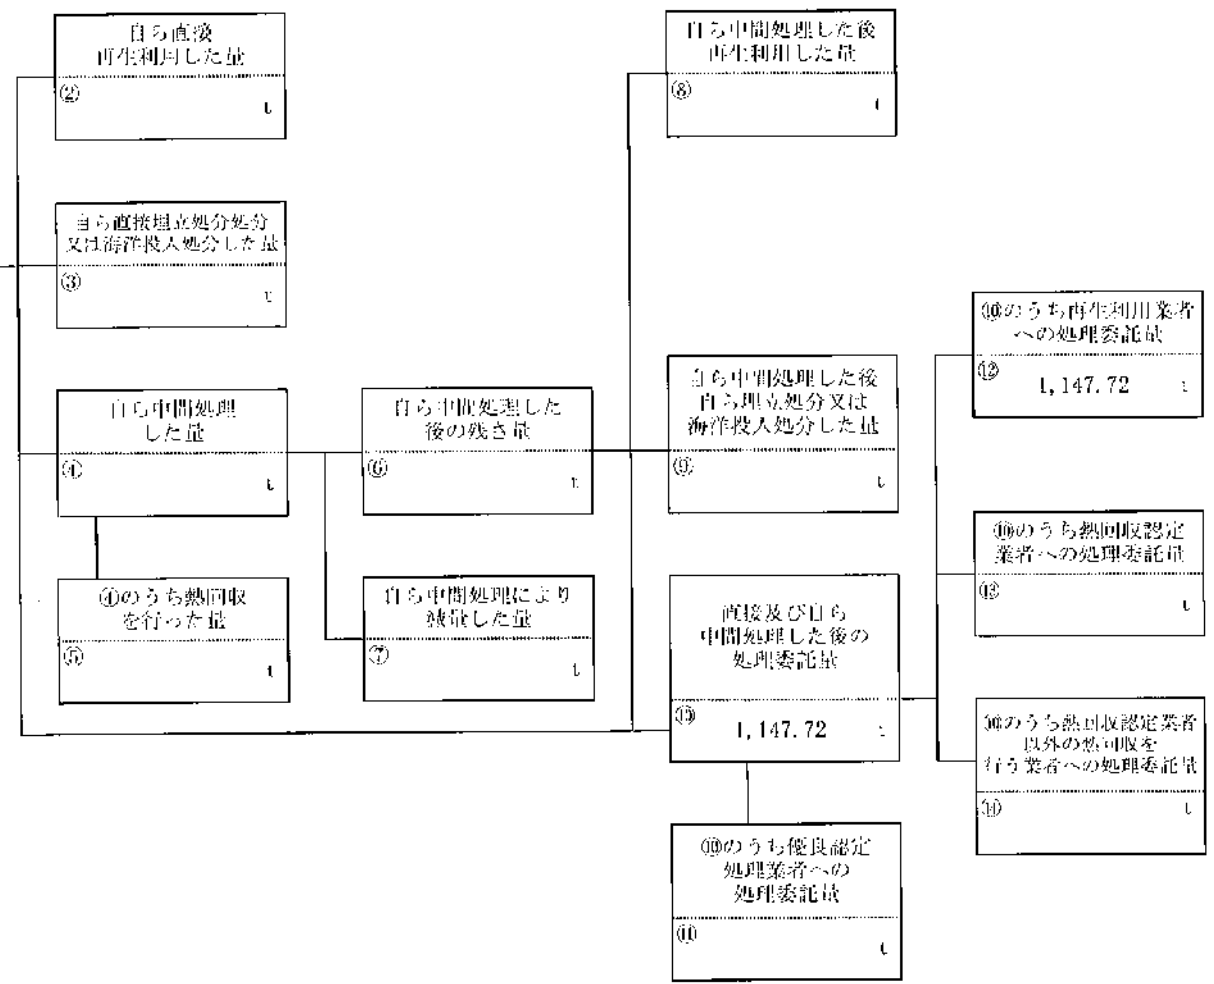 自ら直接
再生利用した量
②
t
自ら直接埋立処分処分
又は海洋投入処分した量
③
t
自ら中間処理
した量
④
t
④のうち熱回収
を行った量
⑤
t
自ら中間処理した
後の残さ量
⑥
t
自ら中間処理により
減量した量
⑦
t
自ら中間処理した後
再生利用した量
⑧
t
自ら中間処理した後
自ら埋立処分又は
海洋投入処分した量
⑨
t
直接及び自ら
中間処理した後の
処理委託量
⑩
1,147.72 t
⑩のうち優良認定
処理業者への
処理委託量
⑪
t
⑩のうち再生利用業者
への処理委託量
⑫
1,147.72 t
⑩のうち熱回収認定
業者への処理委託量
⑬
t
⑩のうち熱回収認定業者
以外の熱回収を
行う業者への処理委託量
⑭
t